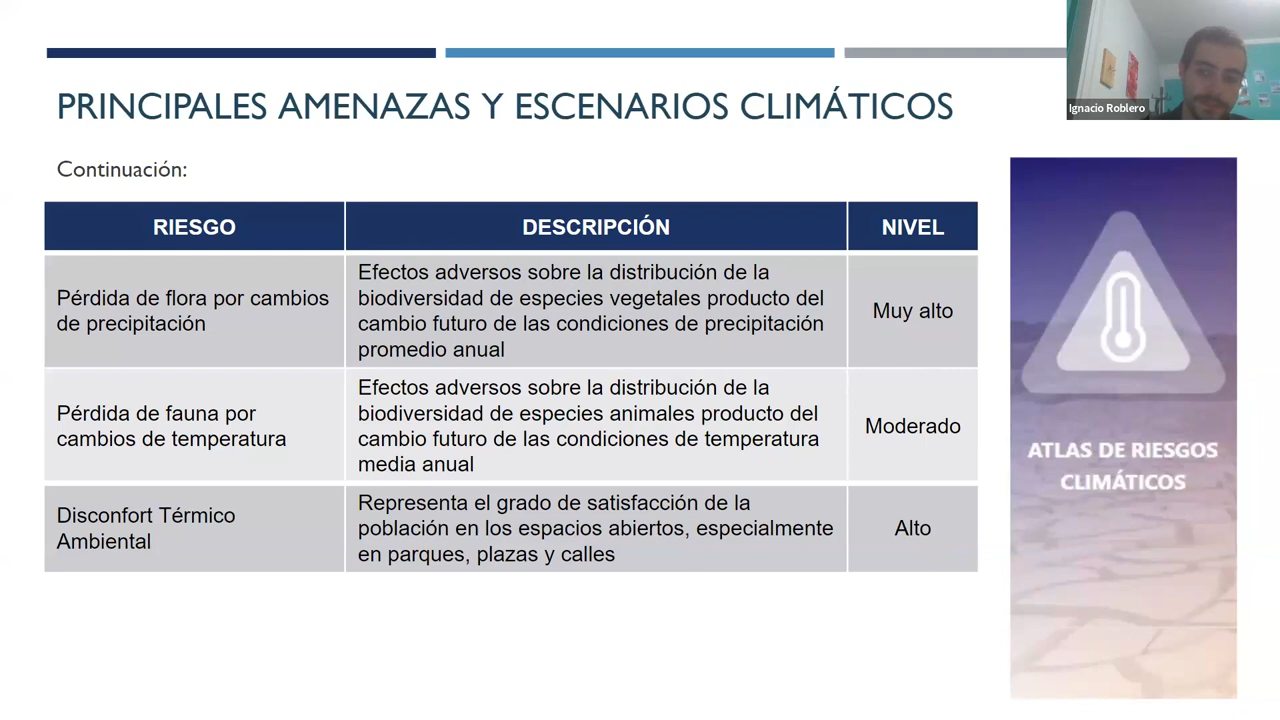 Ignacio Roblero
PRINCIPALES AMENAZAS Y ESCENARIOS CLIMÁTICOS
Continuación:
RIESGO
DESCRIPCIÓN
NIVEL
Pérdida de flora por cambios
de precipitación
Efectos adversos sobre la distribución de la
biodiversidad de especies vegetales producto del
cambio futuro de las condiciones de precipitación
promedio anual
Muy alto
Pérdida de fauna por
cambios de temperatura
Efectos adversos sobre la distribución de la
biodiversidad de especies animales producto del
cambio futuro de las condiciones de temperatura
media anual
Moderado
Disconfort Térmico
Ambiental
Representa el grado de satisfacción de la
población en los espacios abiertos, especialmente
en parques, plazas y calles
Alto
ATLAS DE RIESGOS
CLIMÁTICOS